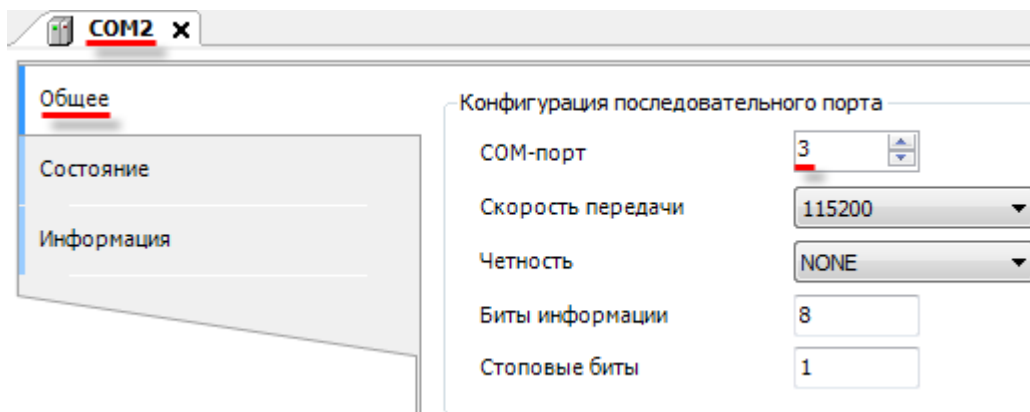 COM2
Общее
Состояние
Информация
Конфигурация последовательного порта
COM-порт 3
Скорость передачи 115200
Четность NONE
Биты информации 8
Стоповые биты 1